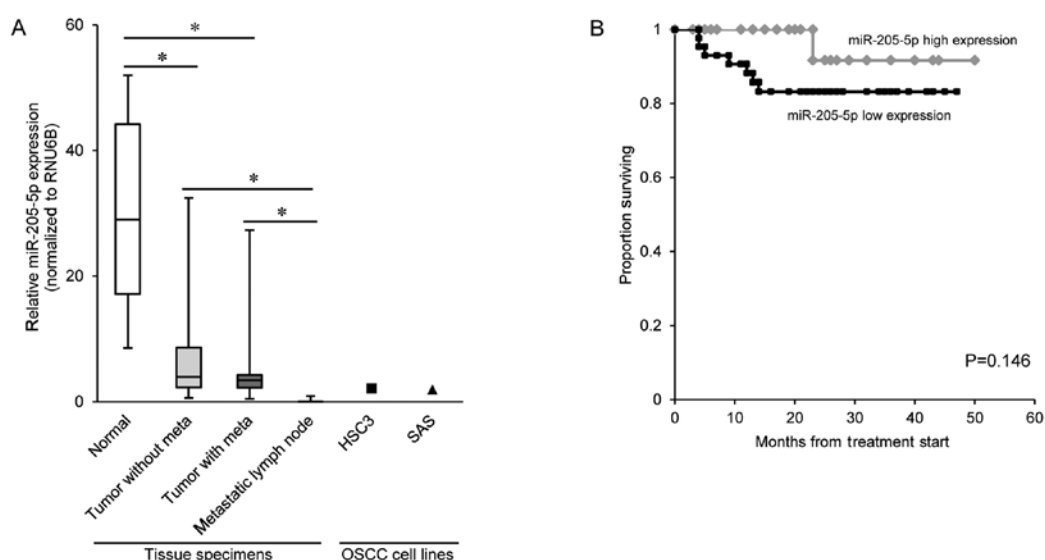 A
Relative miR-205-5p expression
(normalized to RNU6B)
60
40
20
0
*
*
*
*
Normal
Tumor without meta
Tumor with meta
Metastatic lymph node
HSC3
SAS
Tissue specimens
OSCC cell lines
B
Proportion surviving
1
0.8
0.6
0.4
0.2
0
miR-205-5p high expression
miR-205-5p low expression
P=0.146
0 10 20 30 40 50 60
Months from treatment start